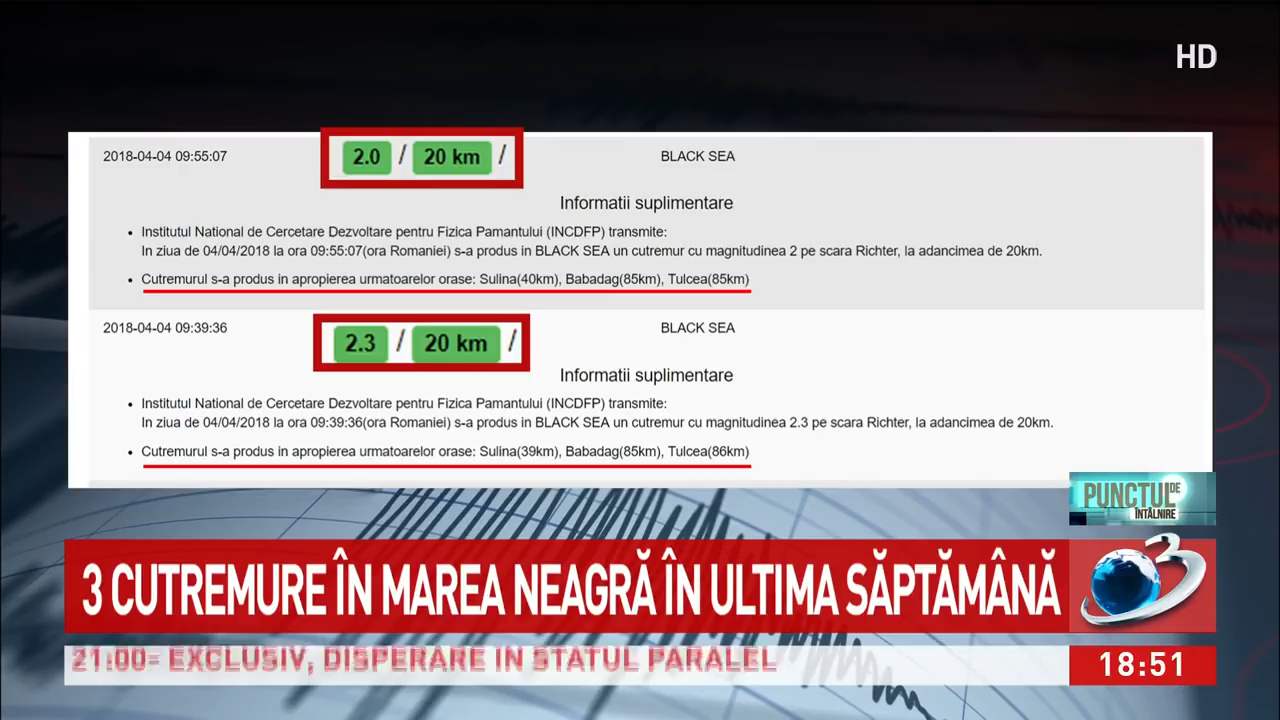 HD
2018-04-04 09:55:07
2.0 / 20 km /
BLACK SEA
Informatii suplimentare
• Institutul National de Cercetare Dezvoltare pentru Fizica Pamantului (INCDFP) transmite:
In ziua de 04/04/2018 la ora 09:55:07(ora Romaniei) s-a produs in BLACK SEA un cutremur cu magnitudinea 2 pe scara Richter, la adancimea de 20km.
• Cutremurul s-a produs in apropierea urmatoarelor orase: Sulina(40km), Babadag(85km), Tulcea(85km)
2018-04-04 09:39:36
2.3 / 20 km /
BLACK SEA
Informatii suplimentare
• Institutul National de Cercetare Dezvoltare pentru Fizica Pamantului (INCDFP) transmite:
In ziua de 04/04/2018 la ora 09:39:36(ora Romaniei) s-a produs in BLACK SEA un cutremur cu magnitudinea 2.3 pe scara Richter, la adancimea de 20km.
• Cutremurul s-a produs in apropierea urmatoarelor orase: Sulina(39km), Babadag(85km), Tulcea(86km)
PUNCTUL DE ÎNTÂLNIRE
3 CUTREMURE ÎN MAREA NEAGRĂ ÎN ULTIMA SĂPTĂMÂNĂ
3
21:00= EXCLUSIV, DISPERARE IN STATUL PARALEL
18:51